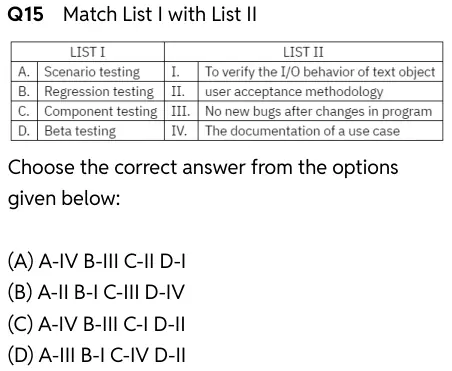 Q15 Match List I with List II
LIST I LIST II
A. Scenario testing I. To verify the I/O behavior of text object
B. Regression testing II. user acceptance methodology
C. Component testing III. No new bugs after changes in program
D. Beta testing IV. The documentation of a use case
Choose the correct answer from the options
given below:
(A) A-IV B-III C-II D-I
(B) A-II B-I C-III D-IV
(C) A-IV B-III C-I D-II
(D) A-III B-I C-IV D-II